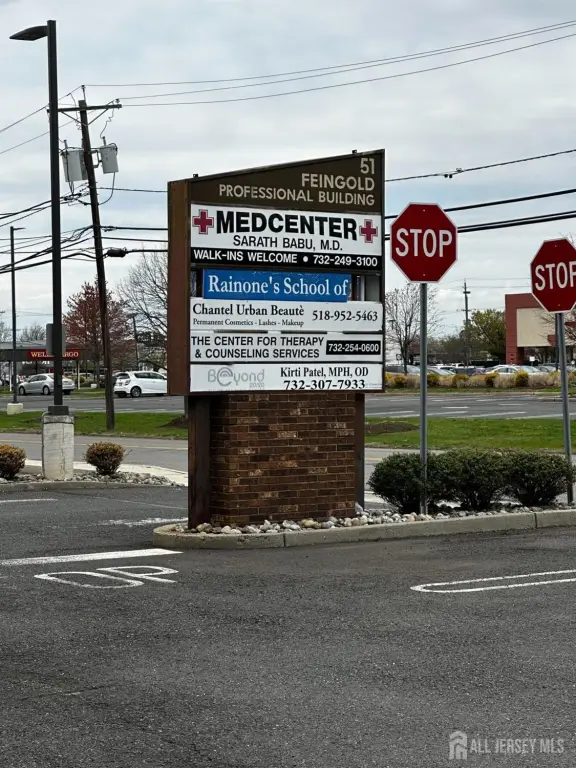 51
FEINGOLD
PROFESSIONAL BUILDING
MEDCENTER
SARATH BABU, M.D.
WALK-INS WELCOME • 732-249-3100
Rainone's School of
Chantel Urban Beautè 518-952-5463
Permanent Cosmetics - Lashes - Makeup
THE CENTER FOR THERAPY
& COUNSELING SERVICES 732-254-0600
Beyond
Kirti Patel, MPH, OD
732-307-7933
STOP
STOP
WELLS FARGO
ALL JERSEY MLS